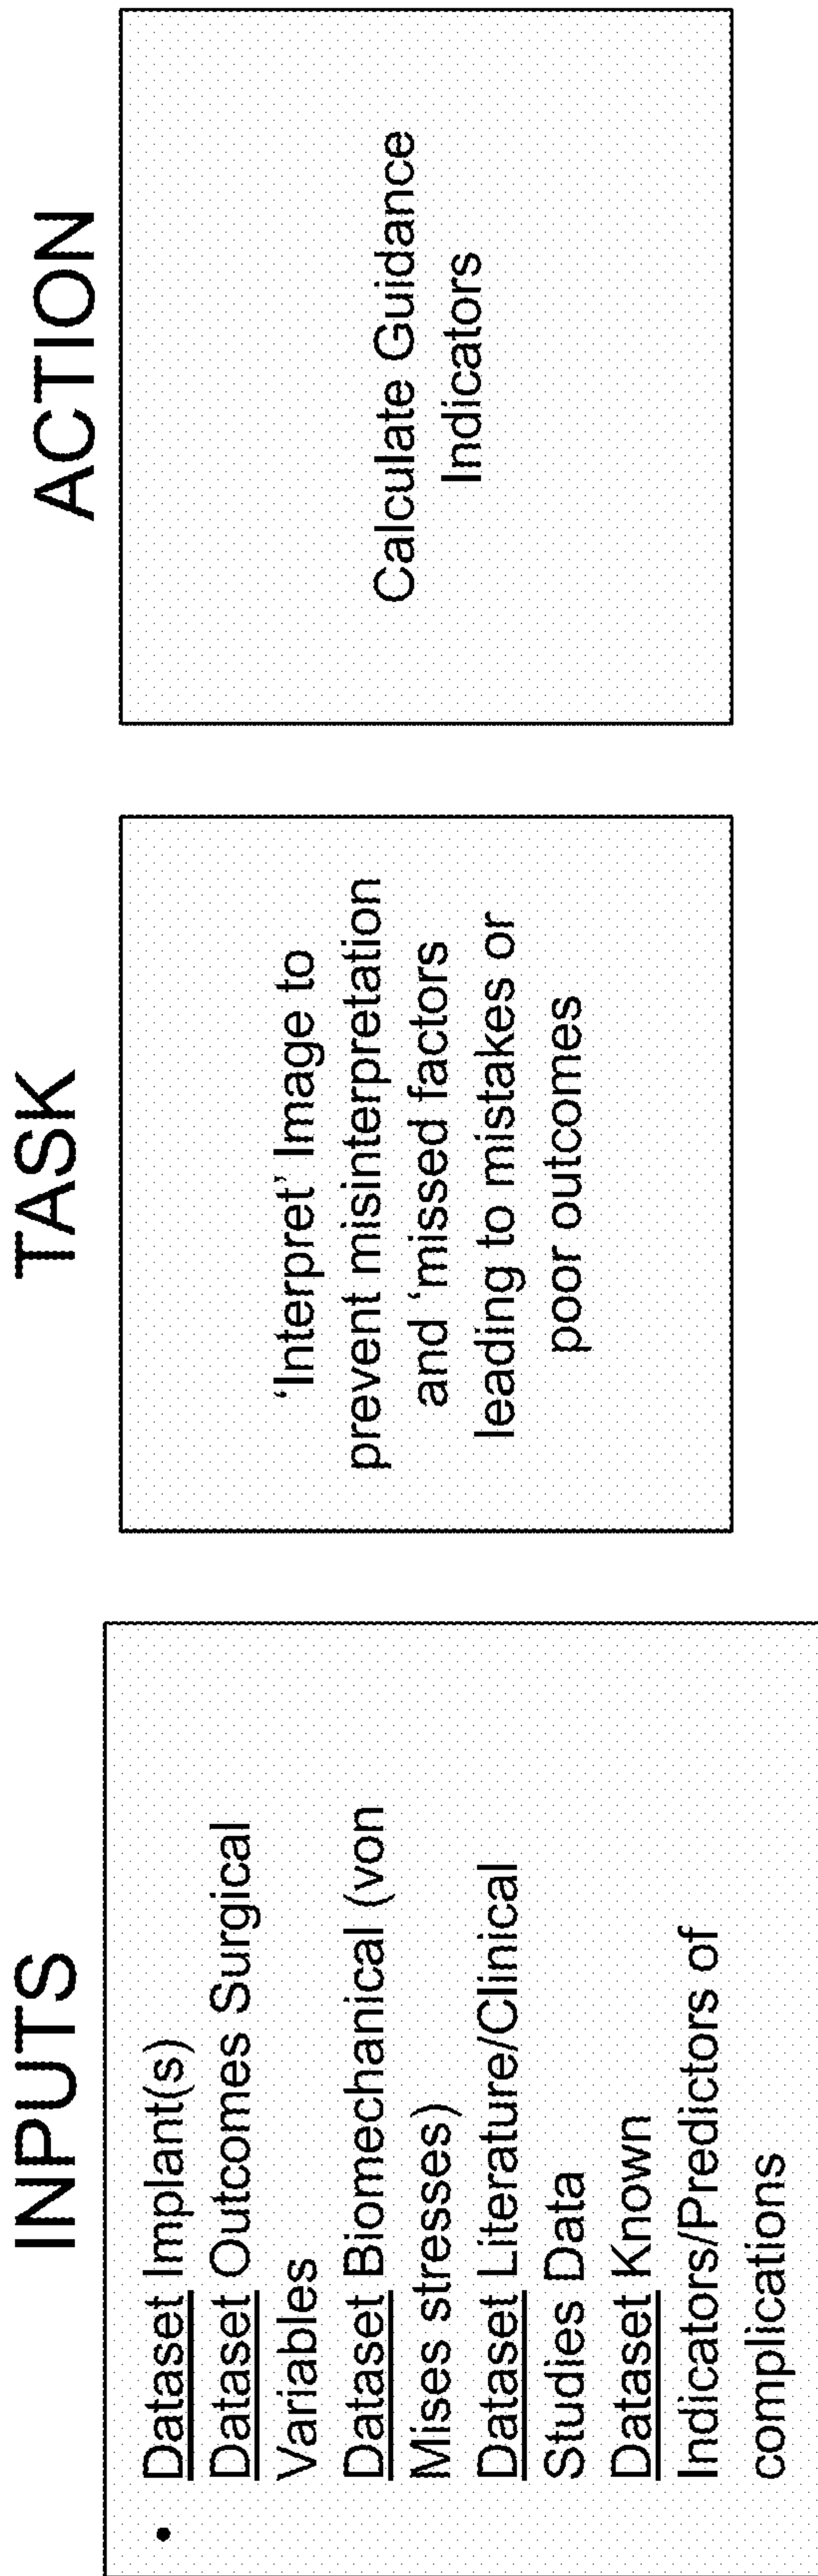 INPUTS
• Dataset Implant(s)
Dataset Outcomes Surgical
Variables
Dataset Biomechanical (von
Mises stresses)
Dataset Literature/Clinical
Studies Data
Dataset Known
Indicators/Predictors of
complications
TASK
‘Interpret’ Image to
prevent misinterpretation
and ‘missed factors
leading to mistakes or
poor outcomes
ACTION
Calculate Guidance
Indicators